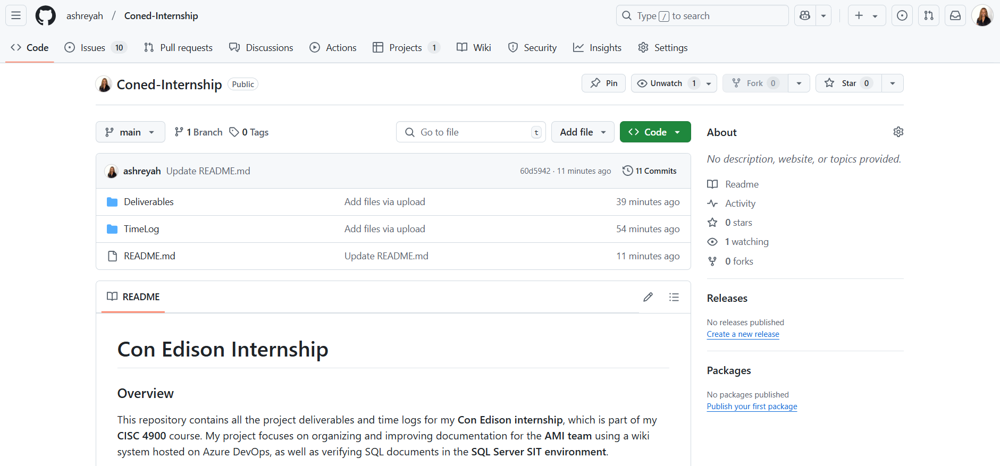 ashreyah / Coned-Internship
Type / to search
Code Issues 10 Pull requests Discussions Actions Projects 1 Wiki Security Insights Settings
Coned-Internship Public
Pin Unwatch 1 Fork 0 Star 0
main 1 Branch 0 Tags
Go to file t Add file Code
ashreyah Update README.md 60d5942 · 11 minutes ago 11 Commits
Deliverables Add files via upload 39 minutes ago
TimeLog Add files via upload 54 minutes ago
README.md Update README.md 11 minutes ago
README
Con Edison Internship
Overview
This repository contains all the project deliverables and time logs for my Con Edison internship, which is part of my
CISC 4900 course. My project focuses on organizing and improving documentation for the AMI team using a wiki
system hosted on Azure DevOps, as well as verifying SQL documents in the SQL Server SIT environment.
About
No description, website, or topics provided.
Readme
Activity
0 stars
1 watching
0 forks
Releases
No releases published
Create a new release
Packages
No packages published
Publish your first package